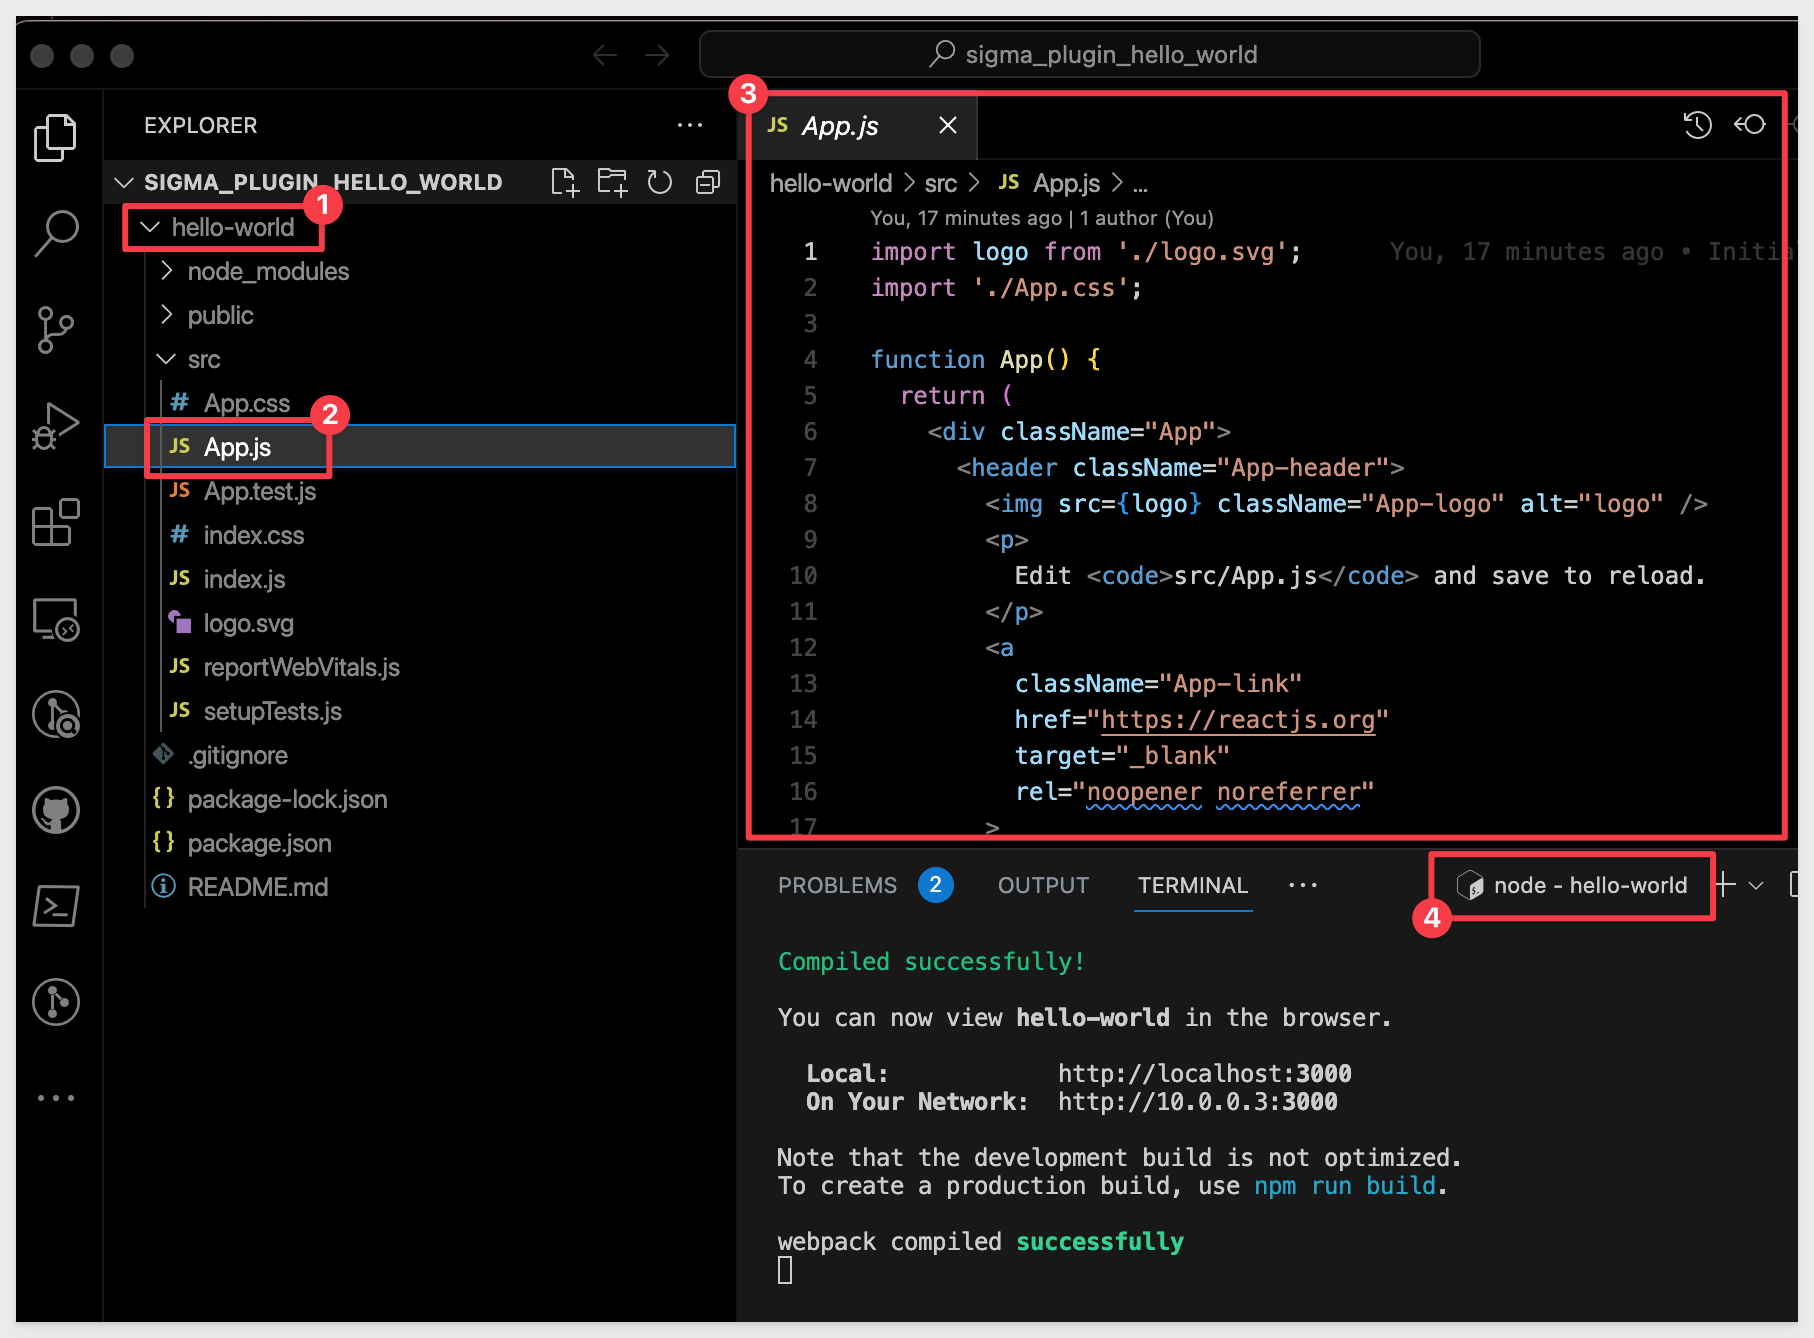 sigma_plugin_hello_world
EXPLORER
SIGMA_PLUGIN_HELLO_WORLD
1
hello-world
node_modules
public
src
# App.css
2
JS App.js
JS App.test.js
# index.css
JS index.js
logo.svg
JS reportWebVitals.js
JS setupTests.js
.gitignore
{} package-lock.json
{} package.json
README.md
3
JS App.js
hello-world > src > JS App.js > ...
You, 17 minutes ago | 1 author (You)
1 import logo from './logo.svg'; You, 17 minutes ago • Initia
2 import './App.css';
3
4 function App() {
5 return (
6 <div className="App">
7 <header className="App-header">
8 <img src={logo} className="App-logo" alt="logo" />
9 <p>
10 Edit <code>src/App.js</code> and save to reload.
11 </p>
12 <a
13 className="App-link"
14 href="https://reactjs.org"
15 target="_blank"
16 rel="noopener noreferrer"
17 >
PROBLEMS 2 OUTPUT TERMINAL ... node - hello-world
4
Compiled successfully!
You can now view hello-world in the browser.
Local: http://localhost:3000
On Your Network: http://10.0.0.3:3000
Note that the development build is not optimized.
To create a production build, use npm run build.
webpack compiled successfully